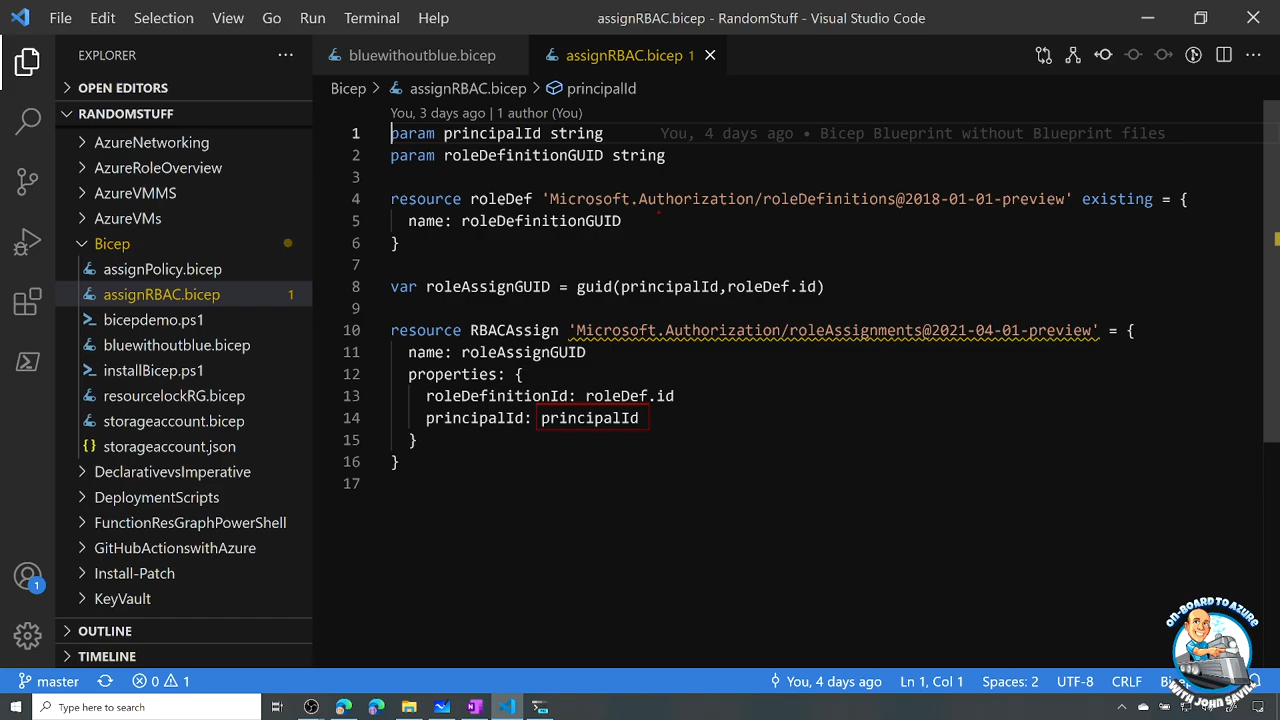 File Edit Selection View Go Run Terminal Help
assignRBAC.bicep - RandomStuff - Visual Studio Code
EXPLORER
OPEN EDITORS
RANDOMSTUFF
AzureNetworking
AzureRoleOverview
AzureVMMS
AzureVMs
Bicep
assignPolicy.bicep
assignRBAC.bicep 1
bicepdemo.ps1
bluewithoutblue.bicep
installBicep.ps1
resourcelockRG.bicep
storageaccount.bicep
storageaccount.json
DeclarativevsImperative
DeploymentScripts
FunctionResGraphPowerShell
GitHubActionswithAzure
Install-Patch
KeyVault
OUTLINE
TIMELINE
1
bluewithoutblue.bicep
assignRBAC.bicep 1
Bicep > assignRBAC.bicep > principalId
You, 3 days ago | 1 author (You)
1 param principalId string You, 4 days ago • Bicep Blueprint without Blueprint files
2 param roleDefinitionGUID string
3
4 resource roleDef 'Microsoft.Authorization/roleDefinitions@2018-01-01-preview' existing = {
5 name: roleDefinitionGUID
6 }
7
8 var roleAssignGUID = guid(principalId,roleDef.id)
9
10 resource RBACAssign 'Microsoft.Authorization/roleAssignments@2021-04-01-preview' = {
11 name: roleAssignGUID
12 properties: {
13 roleDefinitionId: roleDef.id
14 principalId: principalId
15 }
16 }
17
ON-BOARD TO AZURE
WITH JOHN SAVILL
master 0 1
You, 4 days ago Ln 1, Col 1 Spaces: 2 UTF-8 CRLF
Type here to search